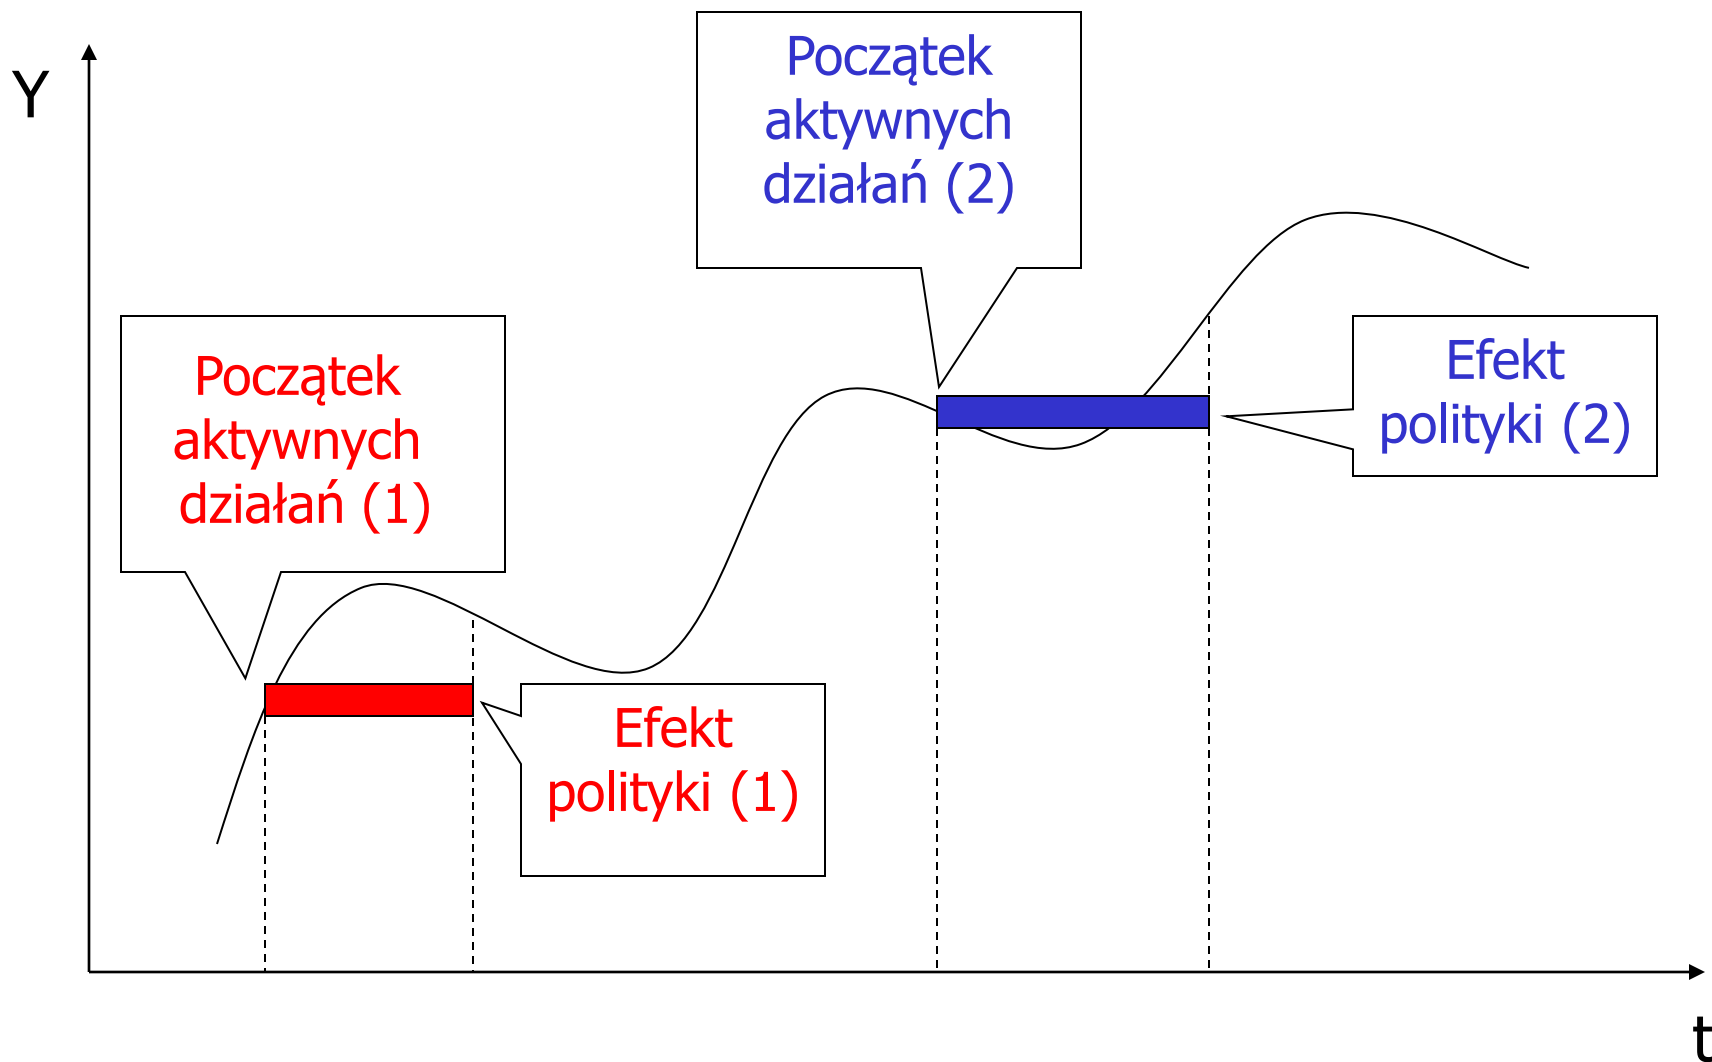 Y
Początek
aktywnych
działań (2)
Początek
aktywnych
działań (1)
Efekt
polityki (2)
Efekt
polityki (1)
t